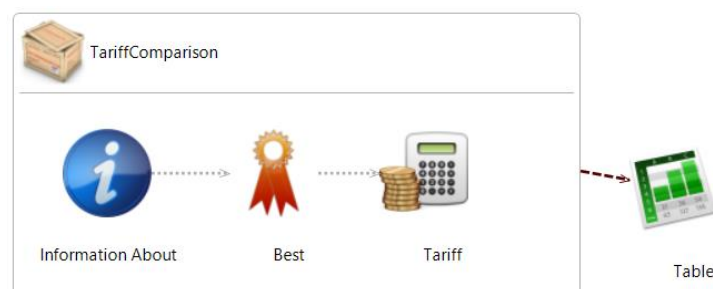 TariffComparison
Information About
Best
Tariff
Table